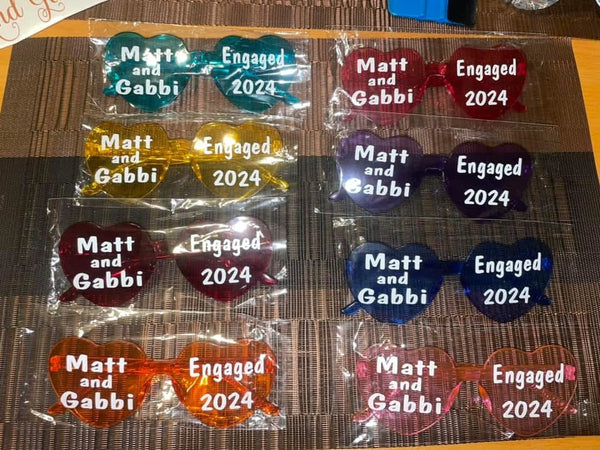 Matt
and
Gabbi
Engaged
2024
Matt
and
Gabbi
Engaged
2024
Matt
and
Gabbi
Engaged
2024
Matt
and
Gabbi
Engaged
2024
Matt
and
Gabbi
Engaged
2024
Matt
and
Gabbi
Engaged
2024
Matt
and
Gabbi
Engaged
2024
Matt
and
Gabbi
Engaged
2024